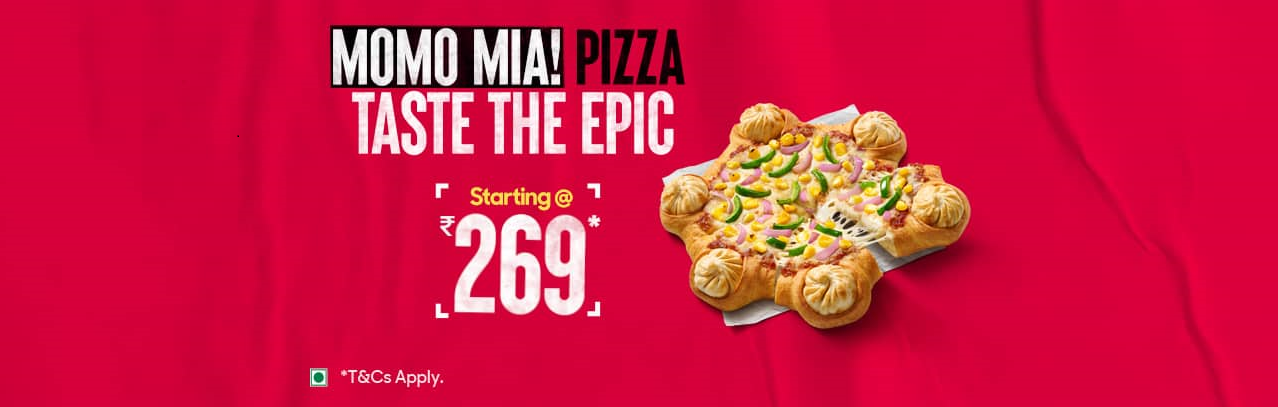 MOMO MIA! PIZZA
TASTE THE EPIC
Starting @
₹269*
*T&Cs Apply.